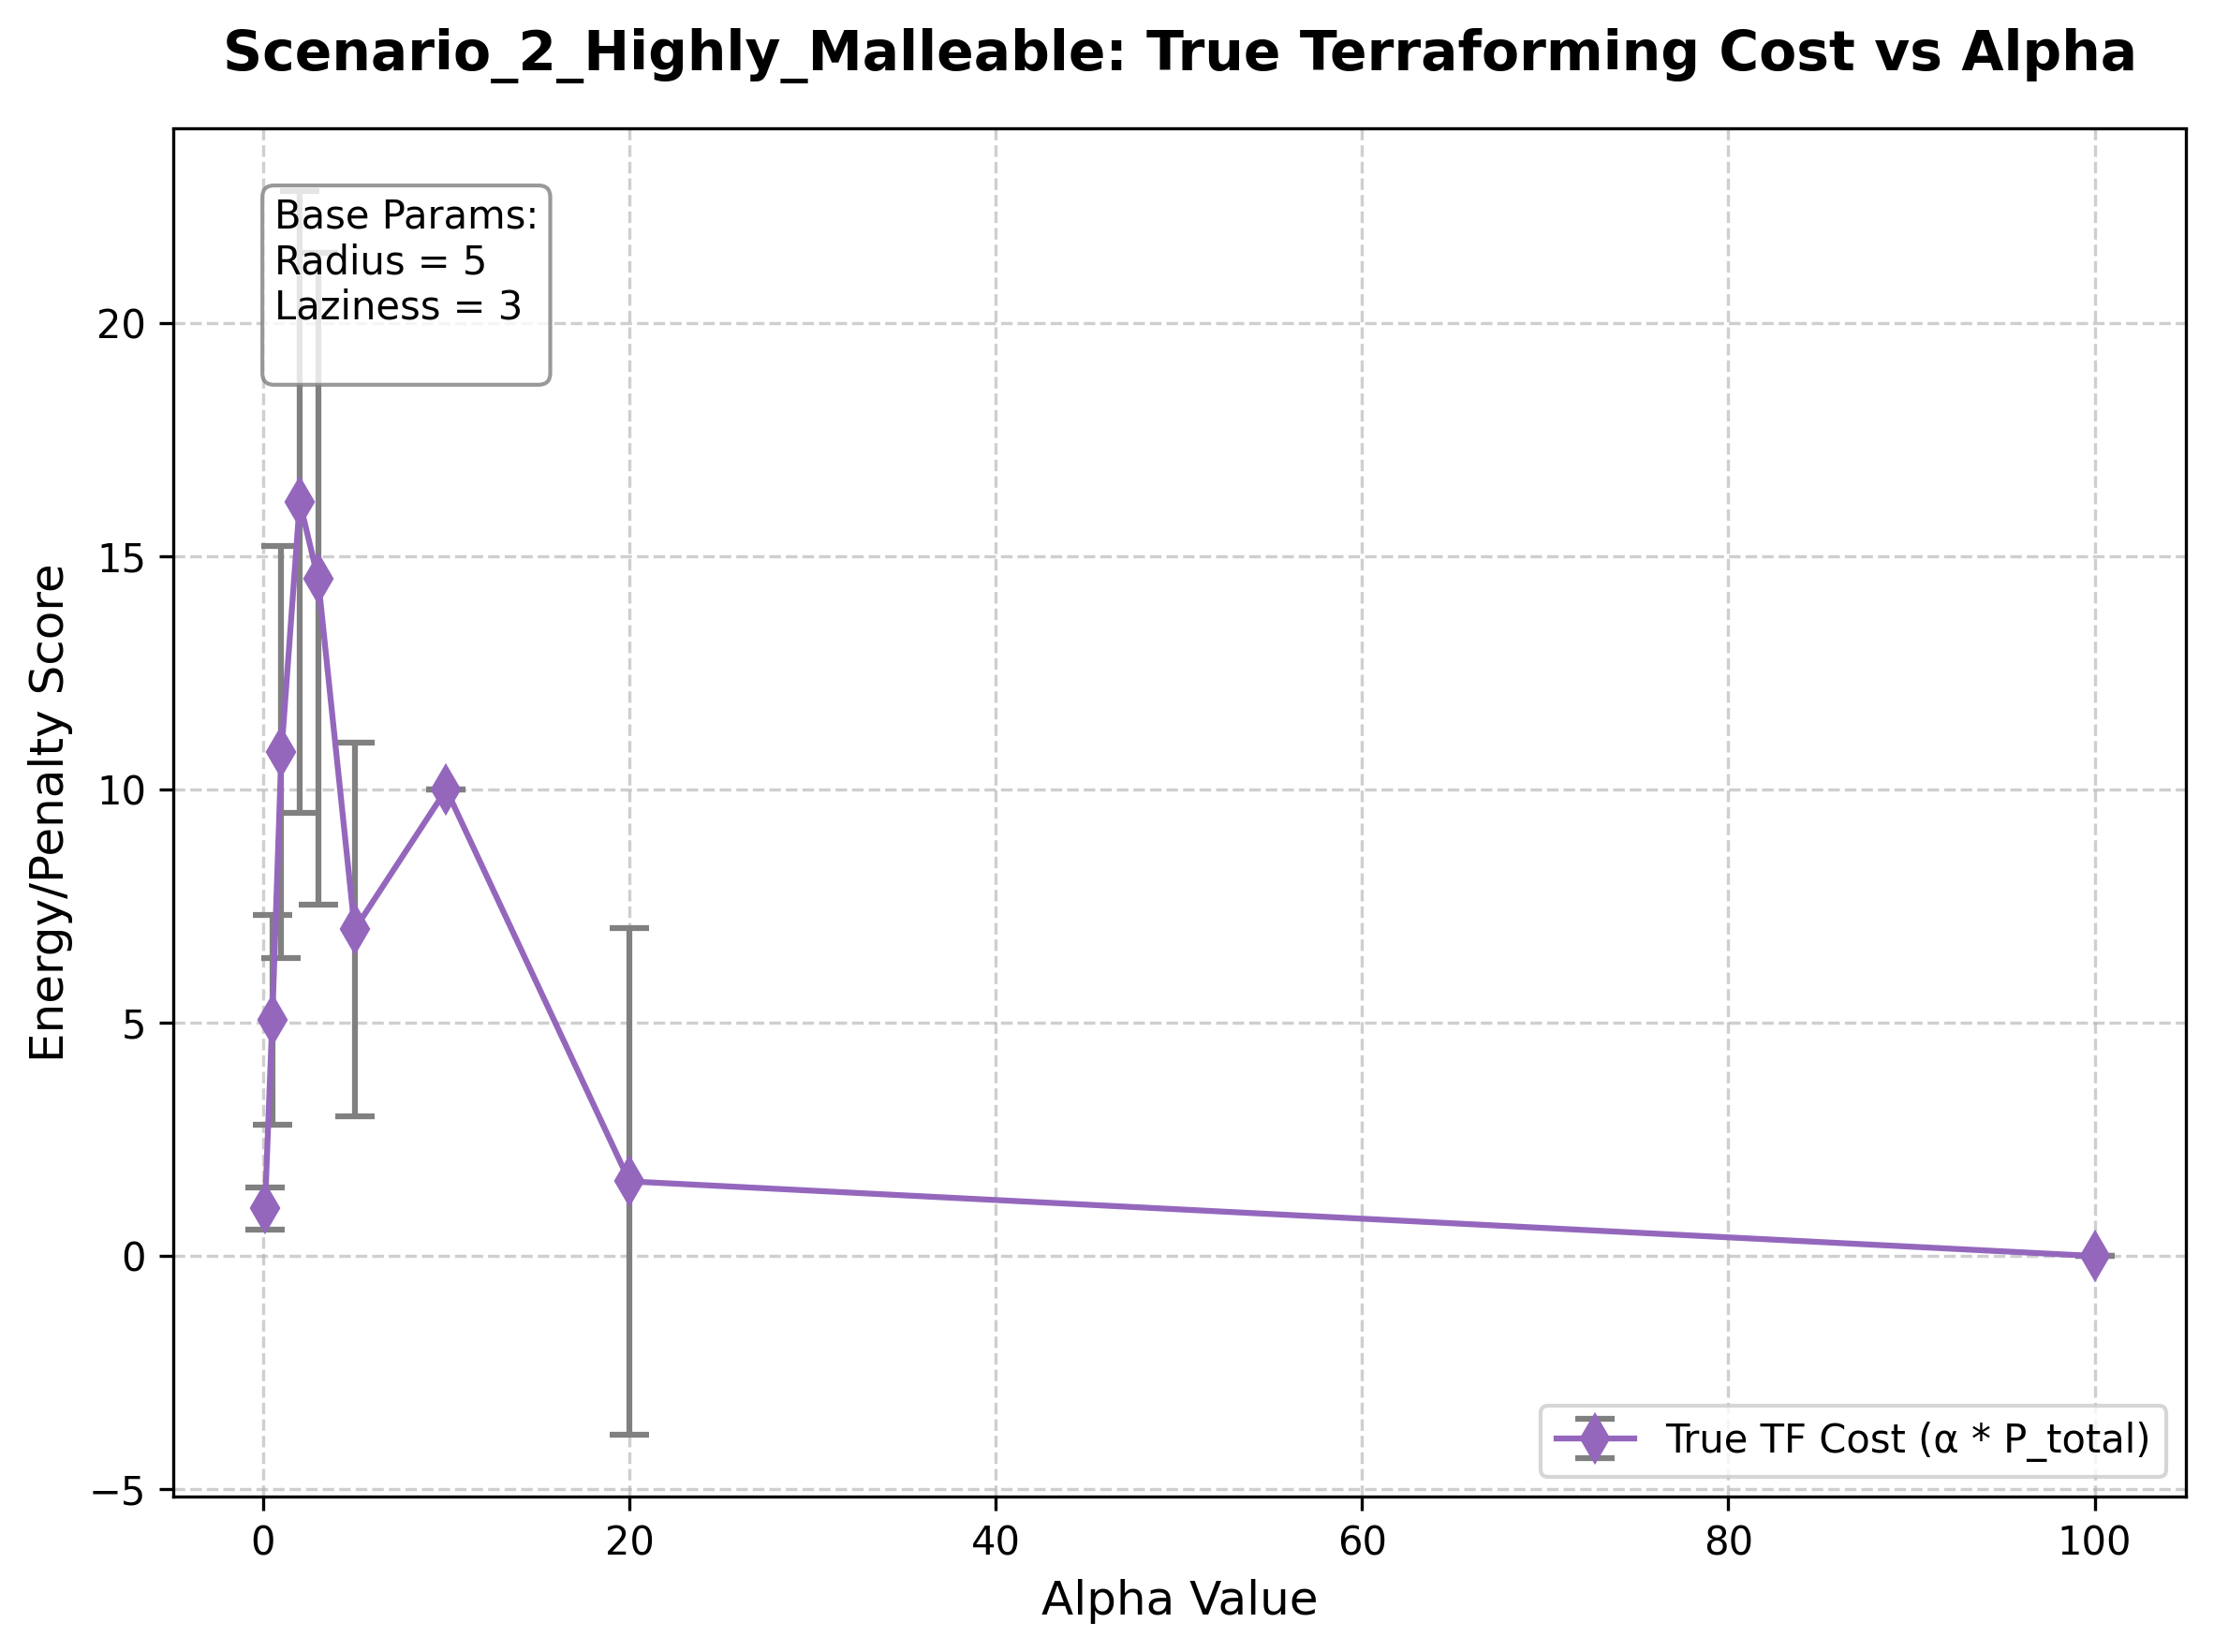 Scenario_2_Highly_Malleable: True Terraforming Cost vs Alpha
Base Params:
Radius = 5
Laziness = 3
Energy/Penalty Score
20
15
10
5
0
−5
0
20
40
60
80
100
Alpha Value
True TF Cost (α * P_total)